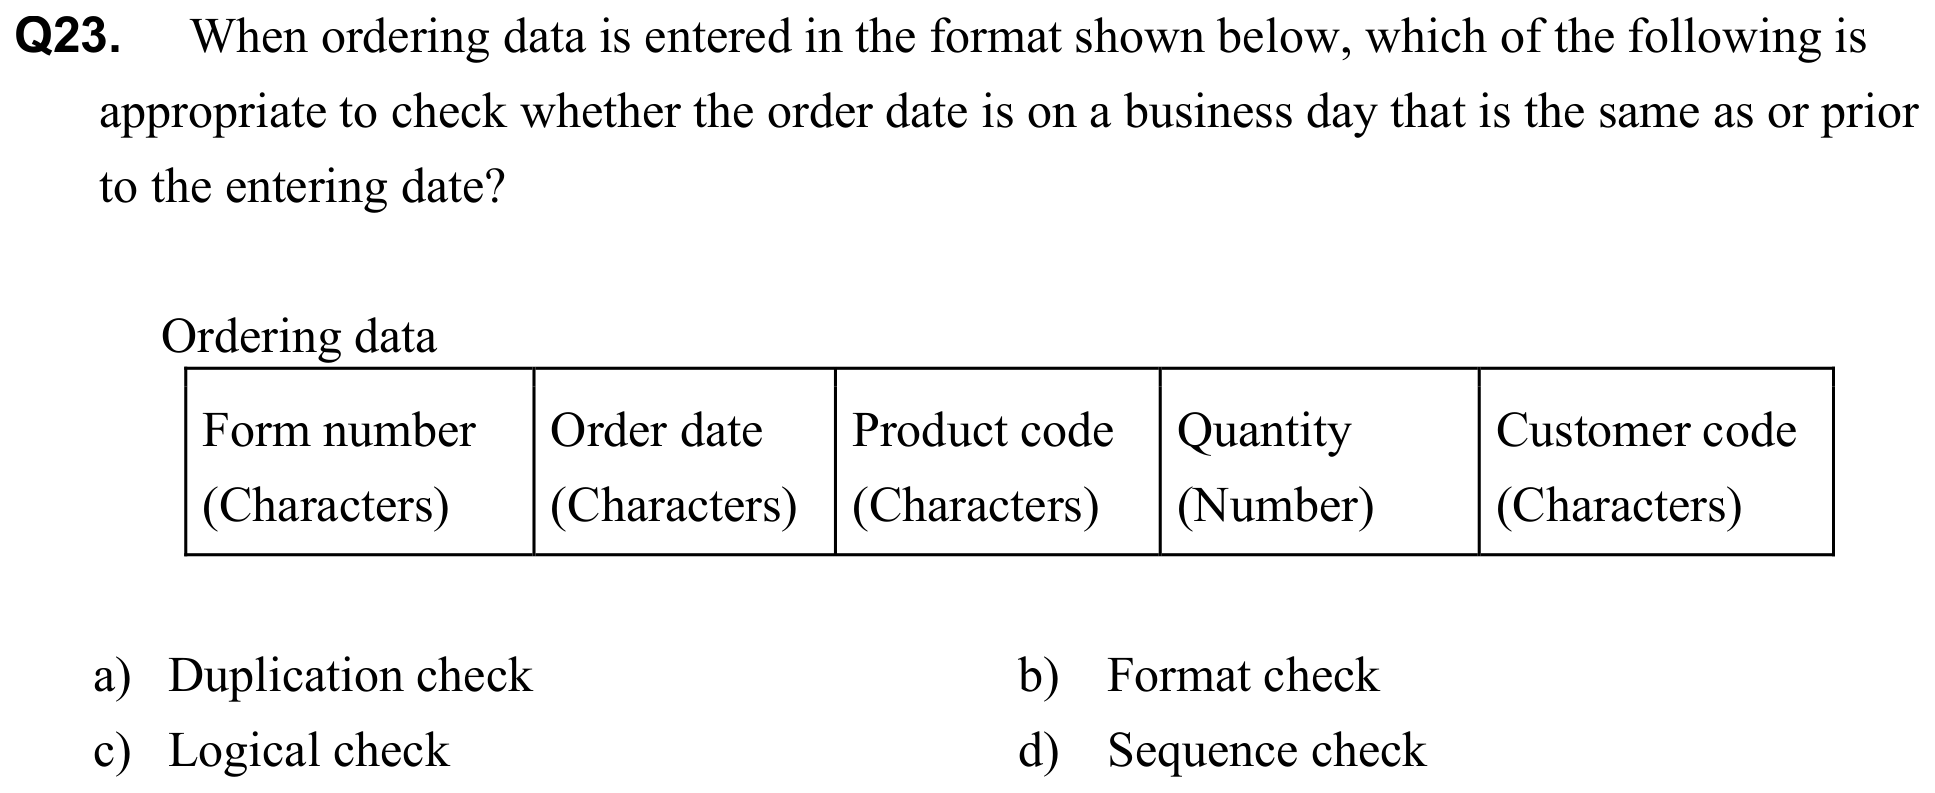 Q23. When ordering data is entered in the format shown below, which of the following is
appropriate to check whether the order date is on a business day that is the same as or prior
to the entering date?
Ordering data
Form number (Characters) Order date (Characters) Product code (Characters) Quantity (Number) Customer code (Characters)
a) Duplication check b) Format check
c) Logical check d) Sequence check